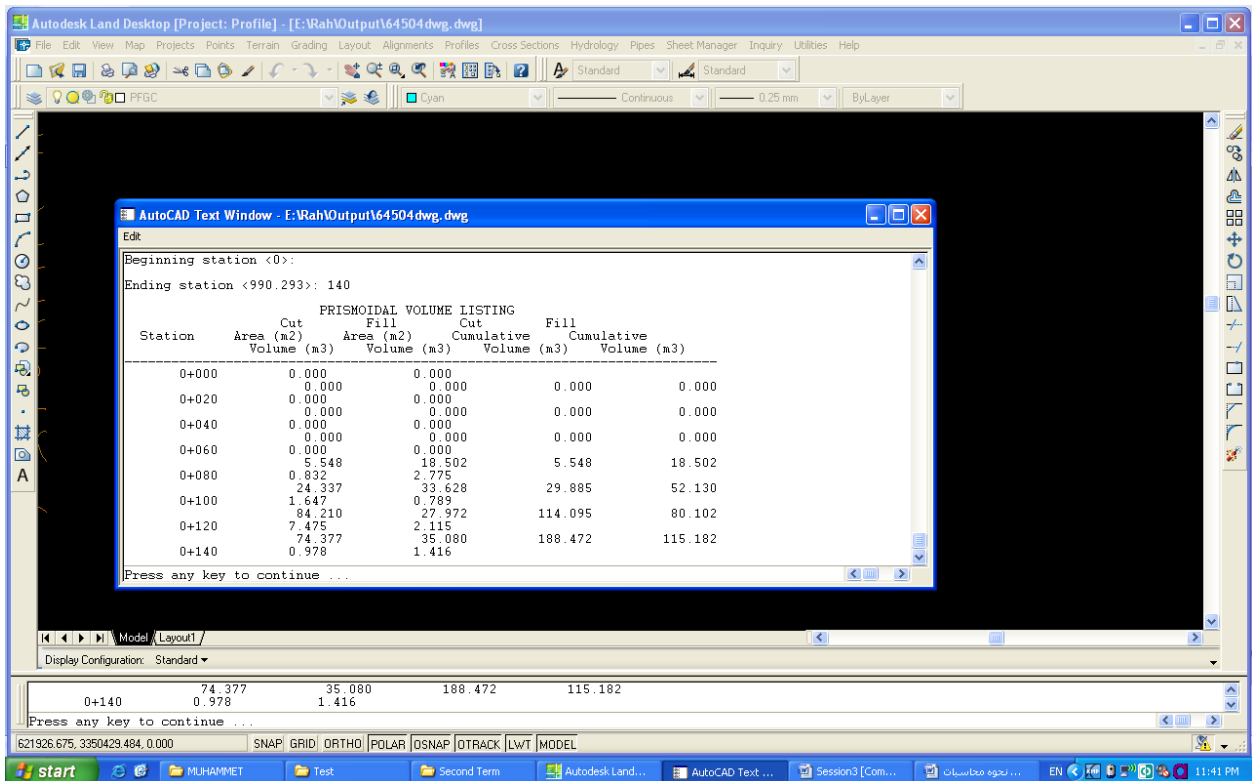 Autodesk Land Desktop [Project: Profile] - [E:\Rah\Output\64504dwg.dwg]
File Edit View Map Projects Points Terrain Grading Layout Alignments Profiles Cross Sections Hydrology Pipes Sheet Manager Inquiry Utilities Help
Standard Standard
PFGC Cyan Continuous 0.25 mm ByLayer
AutoCAD Text Window - E:\Rah\Output\64504dwg.dwg
Edit
Beginning station <0>:
Ending station <990.293>: 140
PRISMOIDAL VOLUME LISTING
Cut Fill Cut Fill
Station Area (m2) Area (m2) Cumulative Cumulative
Volume (m3) Volume (m3) Volume (m3) Volume (m3)
0+000 0.000 0.000
0.000 0.000 0.000 0.000
0+020 0.000 0.000
0.000 0.000 0.000 0.000
0+040 0.000 0.000
0.000 0.000 0.000 0.000
0+060 0.000 0.000
5.548 18.502 5.548 18.502
0+080 0.832 2.775
24.337 33.628 29.885 52.130
0+100 1.647 0.789
84.210 27.972 114.095 80.102
0+120 7.475 2.115
74.377 35.080 188.472 115.182
0+140 0.978 1.416
Press any key to continue ...
Model Layout1
Display Configuration: Standard
74.377 35.080 188.472 115.182
0+140 0.978 1.416
Press any key to continue ...
621926.675, 3350429.484, 0.000 SNAP GRID ORTHO POLAR OSNAP OTRACK LWT MODEL
start MUHAMMET Test Second Term Autodesk Land... AutoCAD Text ... Session3 [Com... نحوه محاسبات ... EN 11:41 PM